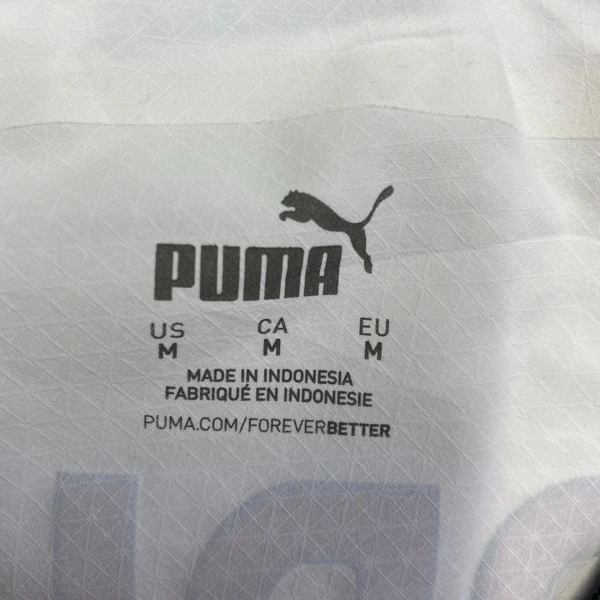 PUMA
US CA EU
M M M
MADE IN INDONESIA
FABRIQUÉ EN INDONESIE
PUMA.COM/FOREVERBETTER